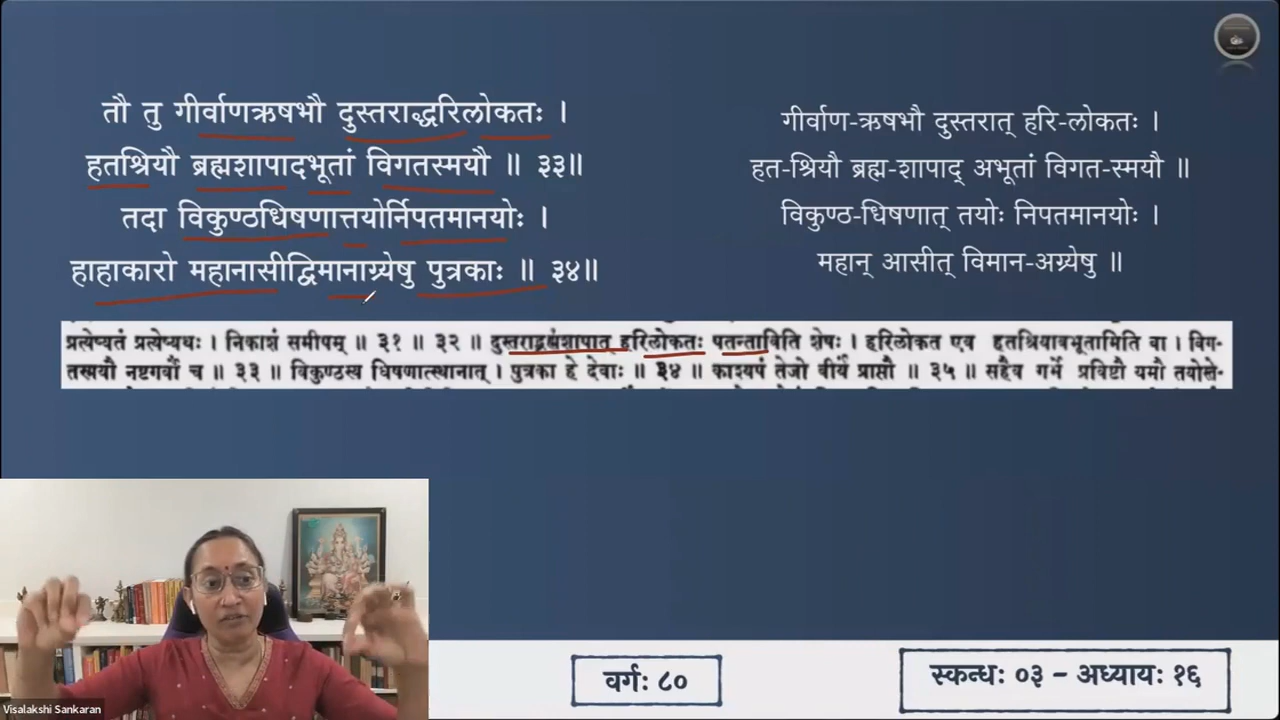 तौ तु गीर्वाणऋषभौ दुस्तराद्धरिलोकतः ।
हतश्रियौ ब्रह्मशापादभूतां विगतस्मयौ ॥ ३३॥
तदा विकुण्ठधिषणात्तयोर्निपतमानयोः ।
हाहाकारो महानासीद्विमानाग्र्येषु पुत्रकाः ॥ ३४॥
गीर्वाण-ऋषभौ दुस्तरात् हरि-लोकतः ।
हत-श्रियौ ब्रह्म-शापाद् अभूतां विगत-स्मयौ ॥
विकुण्ठ-धिषणात् तयोः निपतमानयोः ।
महान् आसीत् विमान-अग्र्येषु ॥
प्रत्येष्यतं प्रत्येष्यथः । निकाशं समीपम् ॥ ३१ ॥ ३२ ॥ दुस्तराद्ब्रह्मशापात् हरिलोकतः पतन्ताविति शेषः । हरिलोकत एव हतश्रियावभूतामिति वा । विग-
तस्मयौ नष्टगर्वौ च ॥ ३३ ॥ विकुण्ठस्य धिषणात्स्थानात् । पुत्रका हे देवाः ॥ ३४ ॥ काश्यपं तेजो वीर्यं प्राप्तौ ॥ ३५ ॥ सहैव गर्भे प्रविष्टौ यमौ
Visalakshi Sankaran
वर्गः ८०
स्कन्धः ०३ - अध्यायः १६